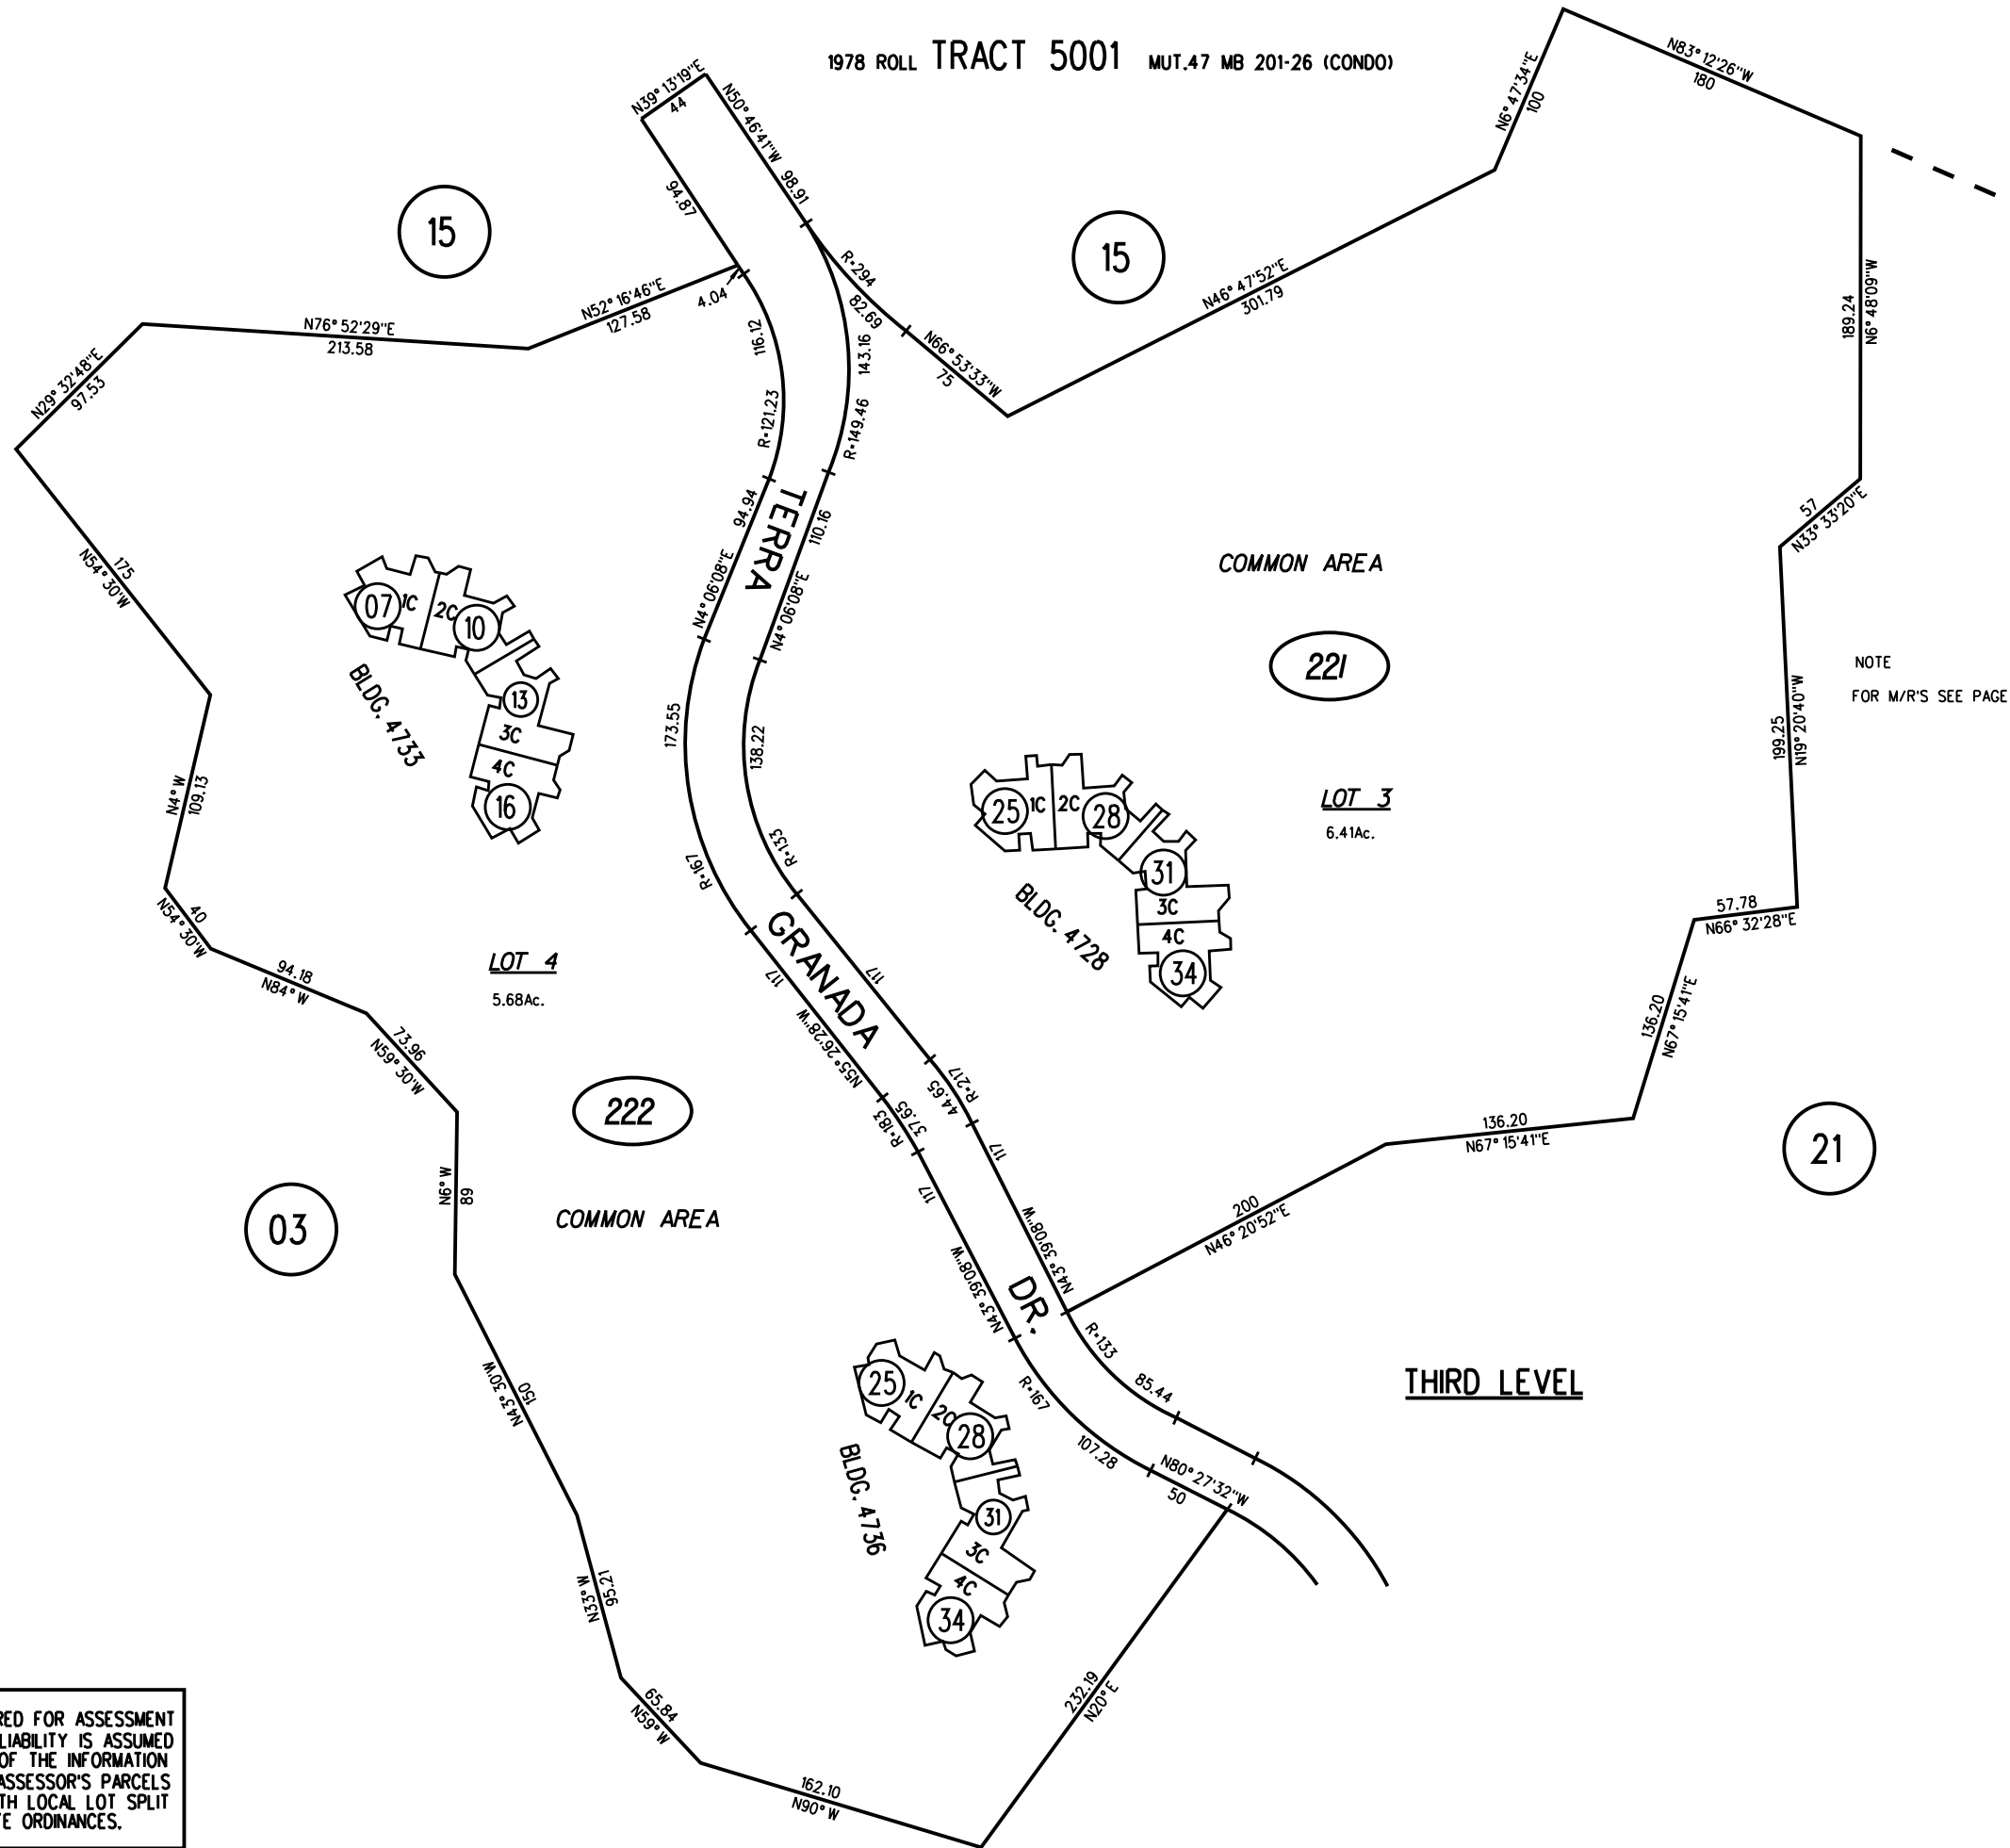 1978 ROLL TRACT 5001 MUT.47 MB 201-26 (CONDO)
N39°13'19"E
44
N50°46'41"W
98.91
94.87
15
N52°16'46"E
127.58
4.04
N76°52'29"E
213.58
N29°32'48"E
97.53
116.12
R=121.23
R=294
82.69
143.16
R=149.46
N66°53'33"W
75
15
N46°47'52"E
301.79
N6°47'34"E
100
N83°12'26"W
180
189.24
N6°48'09"W
57
N33°33'20"E
199.25
N19°20'40"W
NOTE
FOR M/R'S SEE PAGE
57.78
N66°32'28"E
136.20
N67°15'41"E
136.20
N67°15'41"E
200
N46°20'52"E
21
COMMON AREA
221
LOT 3
6.41Ac.
25
1C
2C
28
31
3C
4C
34
BLDG. 4728
TERRA
GRANADA
DR.
94.94
N4°06'08"E
110.16
N4°06'08"E
173.55
R=167
138.22
R=133
117
N55°26'28"W
117
R=183
37.65
R=217
44.65
117
N43°39'08"W
117
N43°39'08"W
R=133
85.44
R=167
107.28
N80°27'32"W
50
THIRD LEVEL
175
N54°30'W
N4°W
109.13
40
N54°30'W
94.18
N84°W
73.96
N59°30'W
N6°W
89
03
150
N43°30'W
95.21
N33°W
65.84
N59°W
162.10
N90°W
232.19
N20°E
07
1C
2C
10
13
3C
4C
16
BLDG. 4733
LOT 4
5.68Ac.
222
COMMON AREA
25
1C
2C
28
31
3C
4C
34
BLDG. 4736
RED FOR ASSESSMENT
LIABILITY IS ASSUMED
OF THE INFORMATION
ASSESSOR'S PARCELS
TH LOCAL LOT SPLIT
TE ORDINANCES.